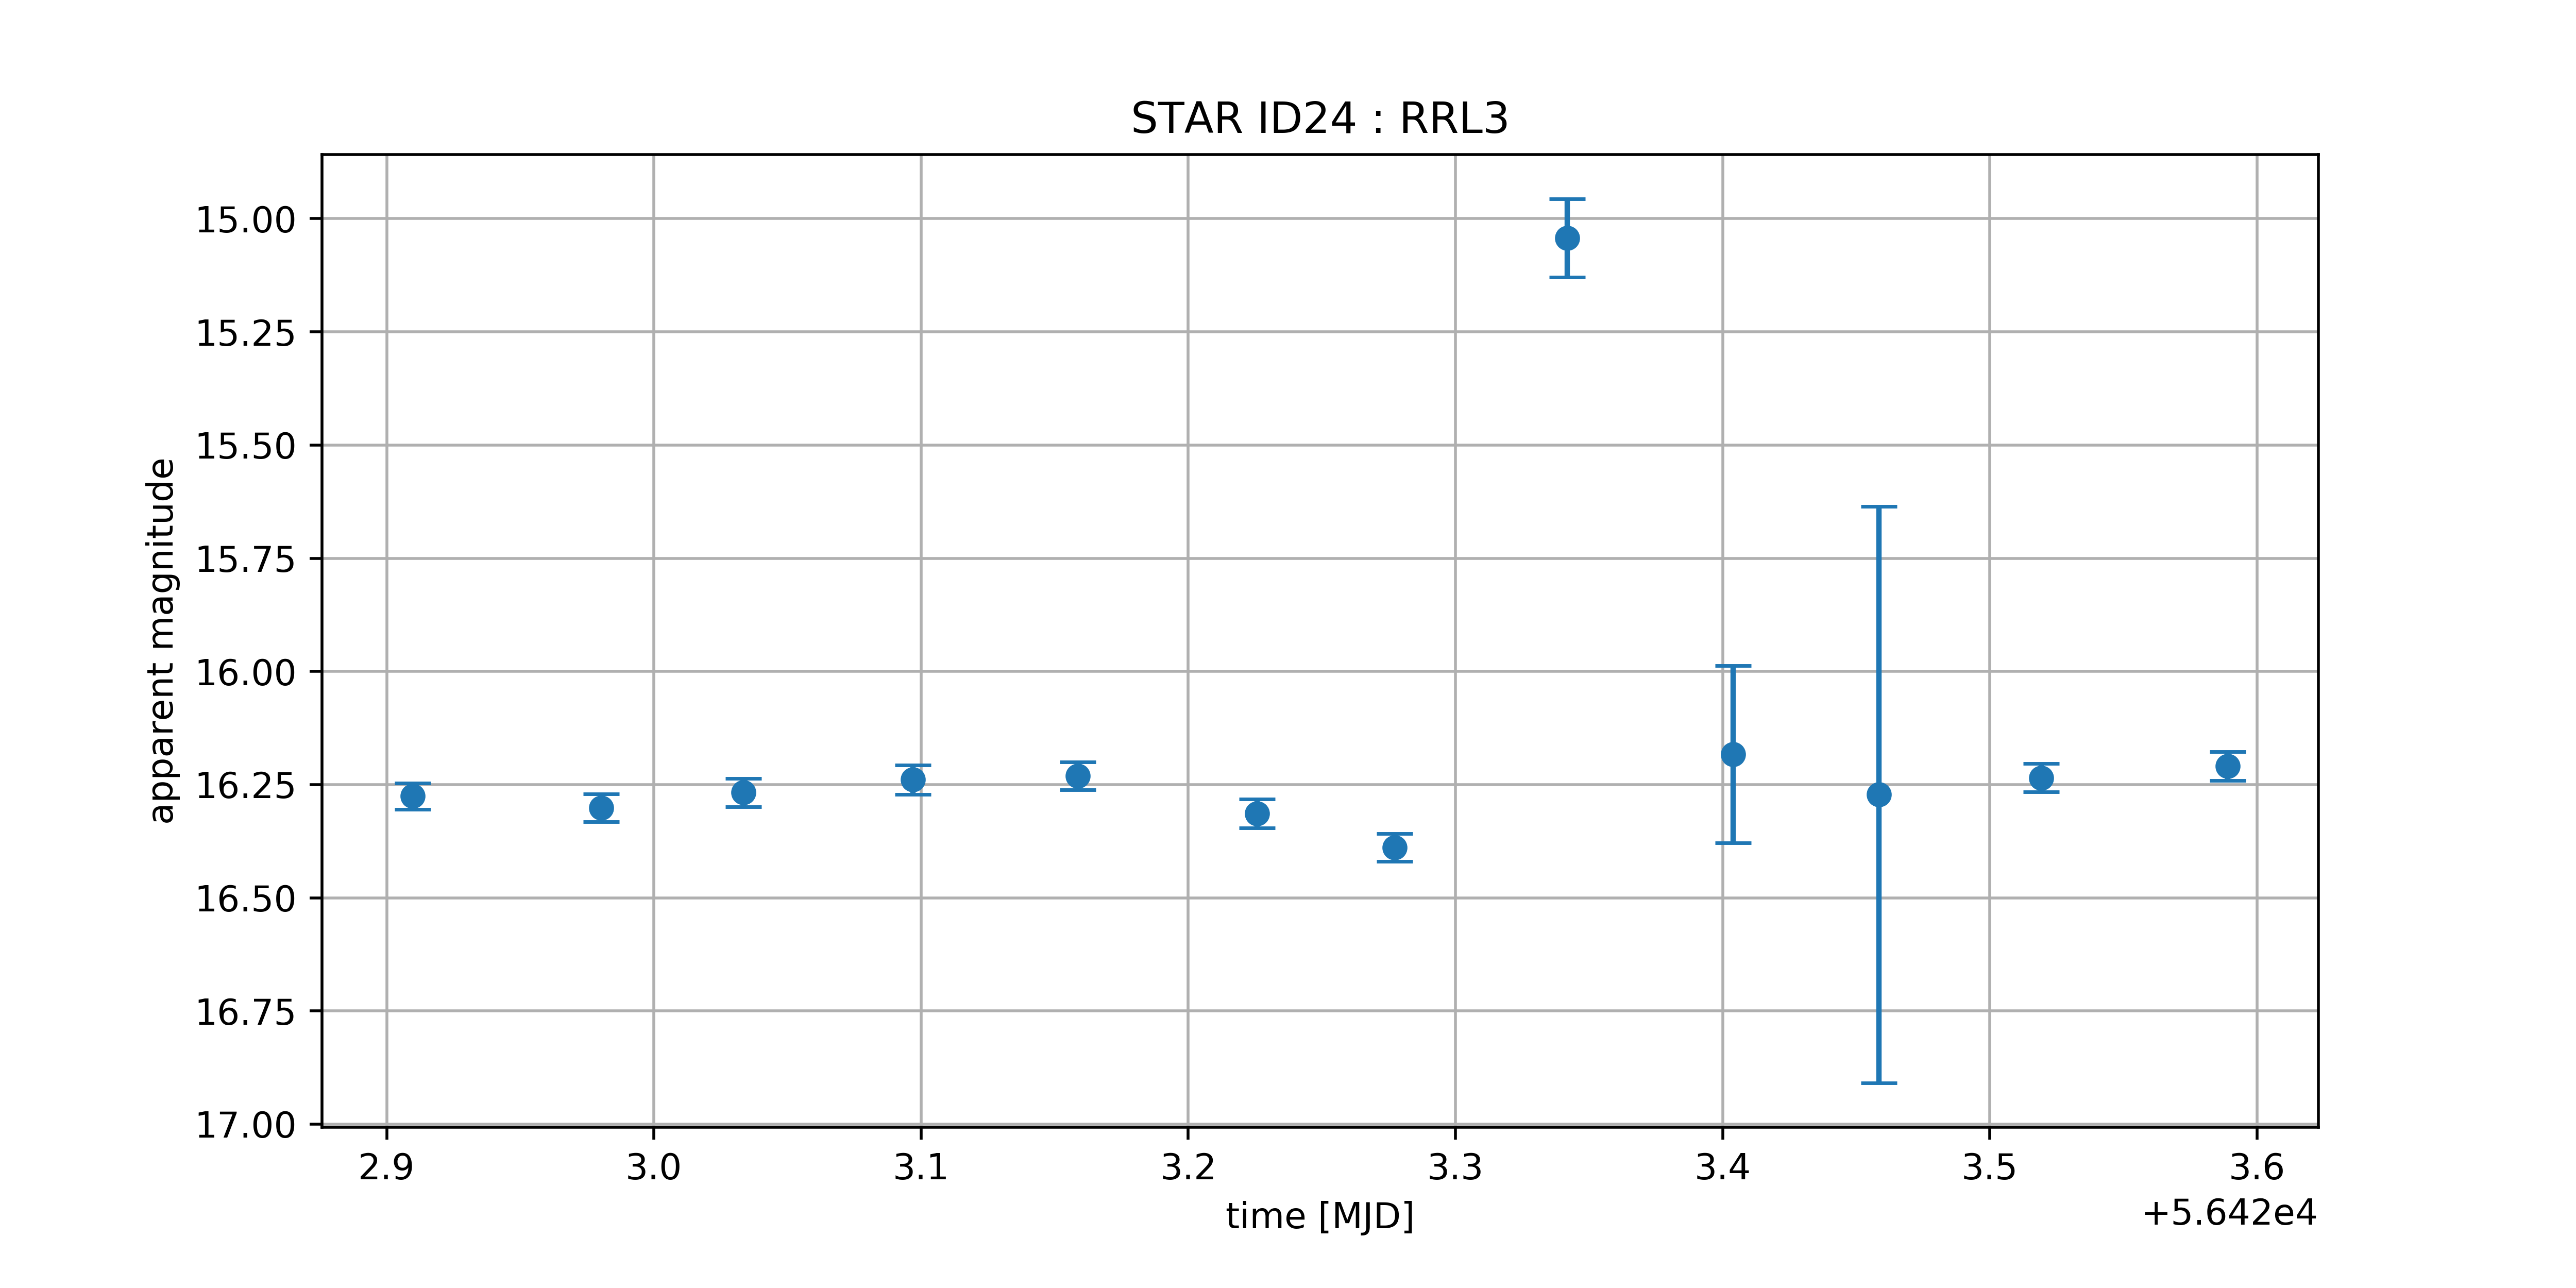 STAR ID24 : RRL3
apparent magnitude
15.00
15.25
15.50
15.75
16.00
16.25
16.50
16.75
17.00
2.9 3.0 3.1 3.2 3.3 3.4 3.5 3.6
time [MJD]
+5.642e4